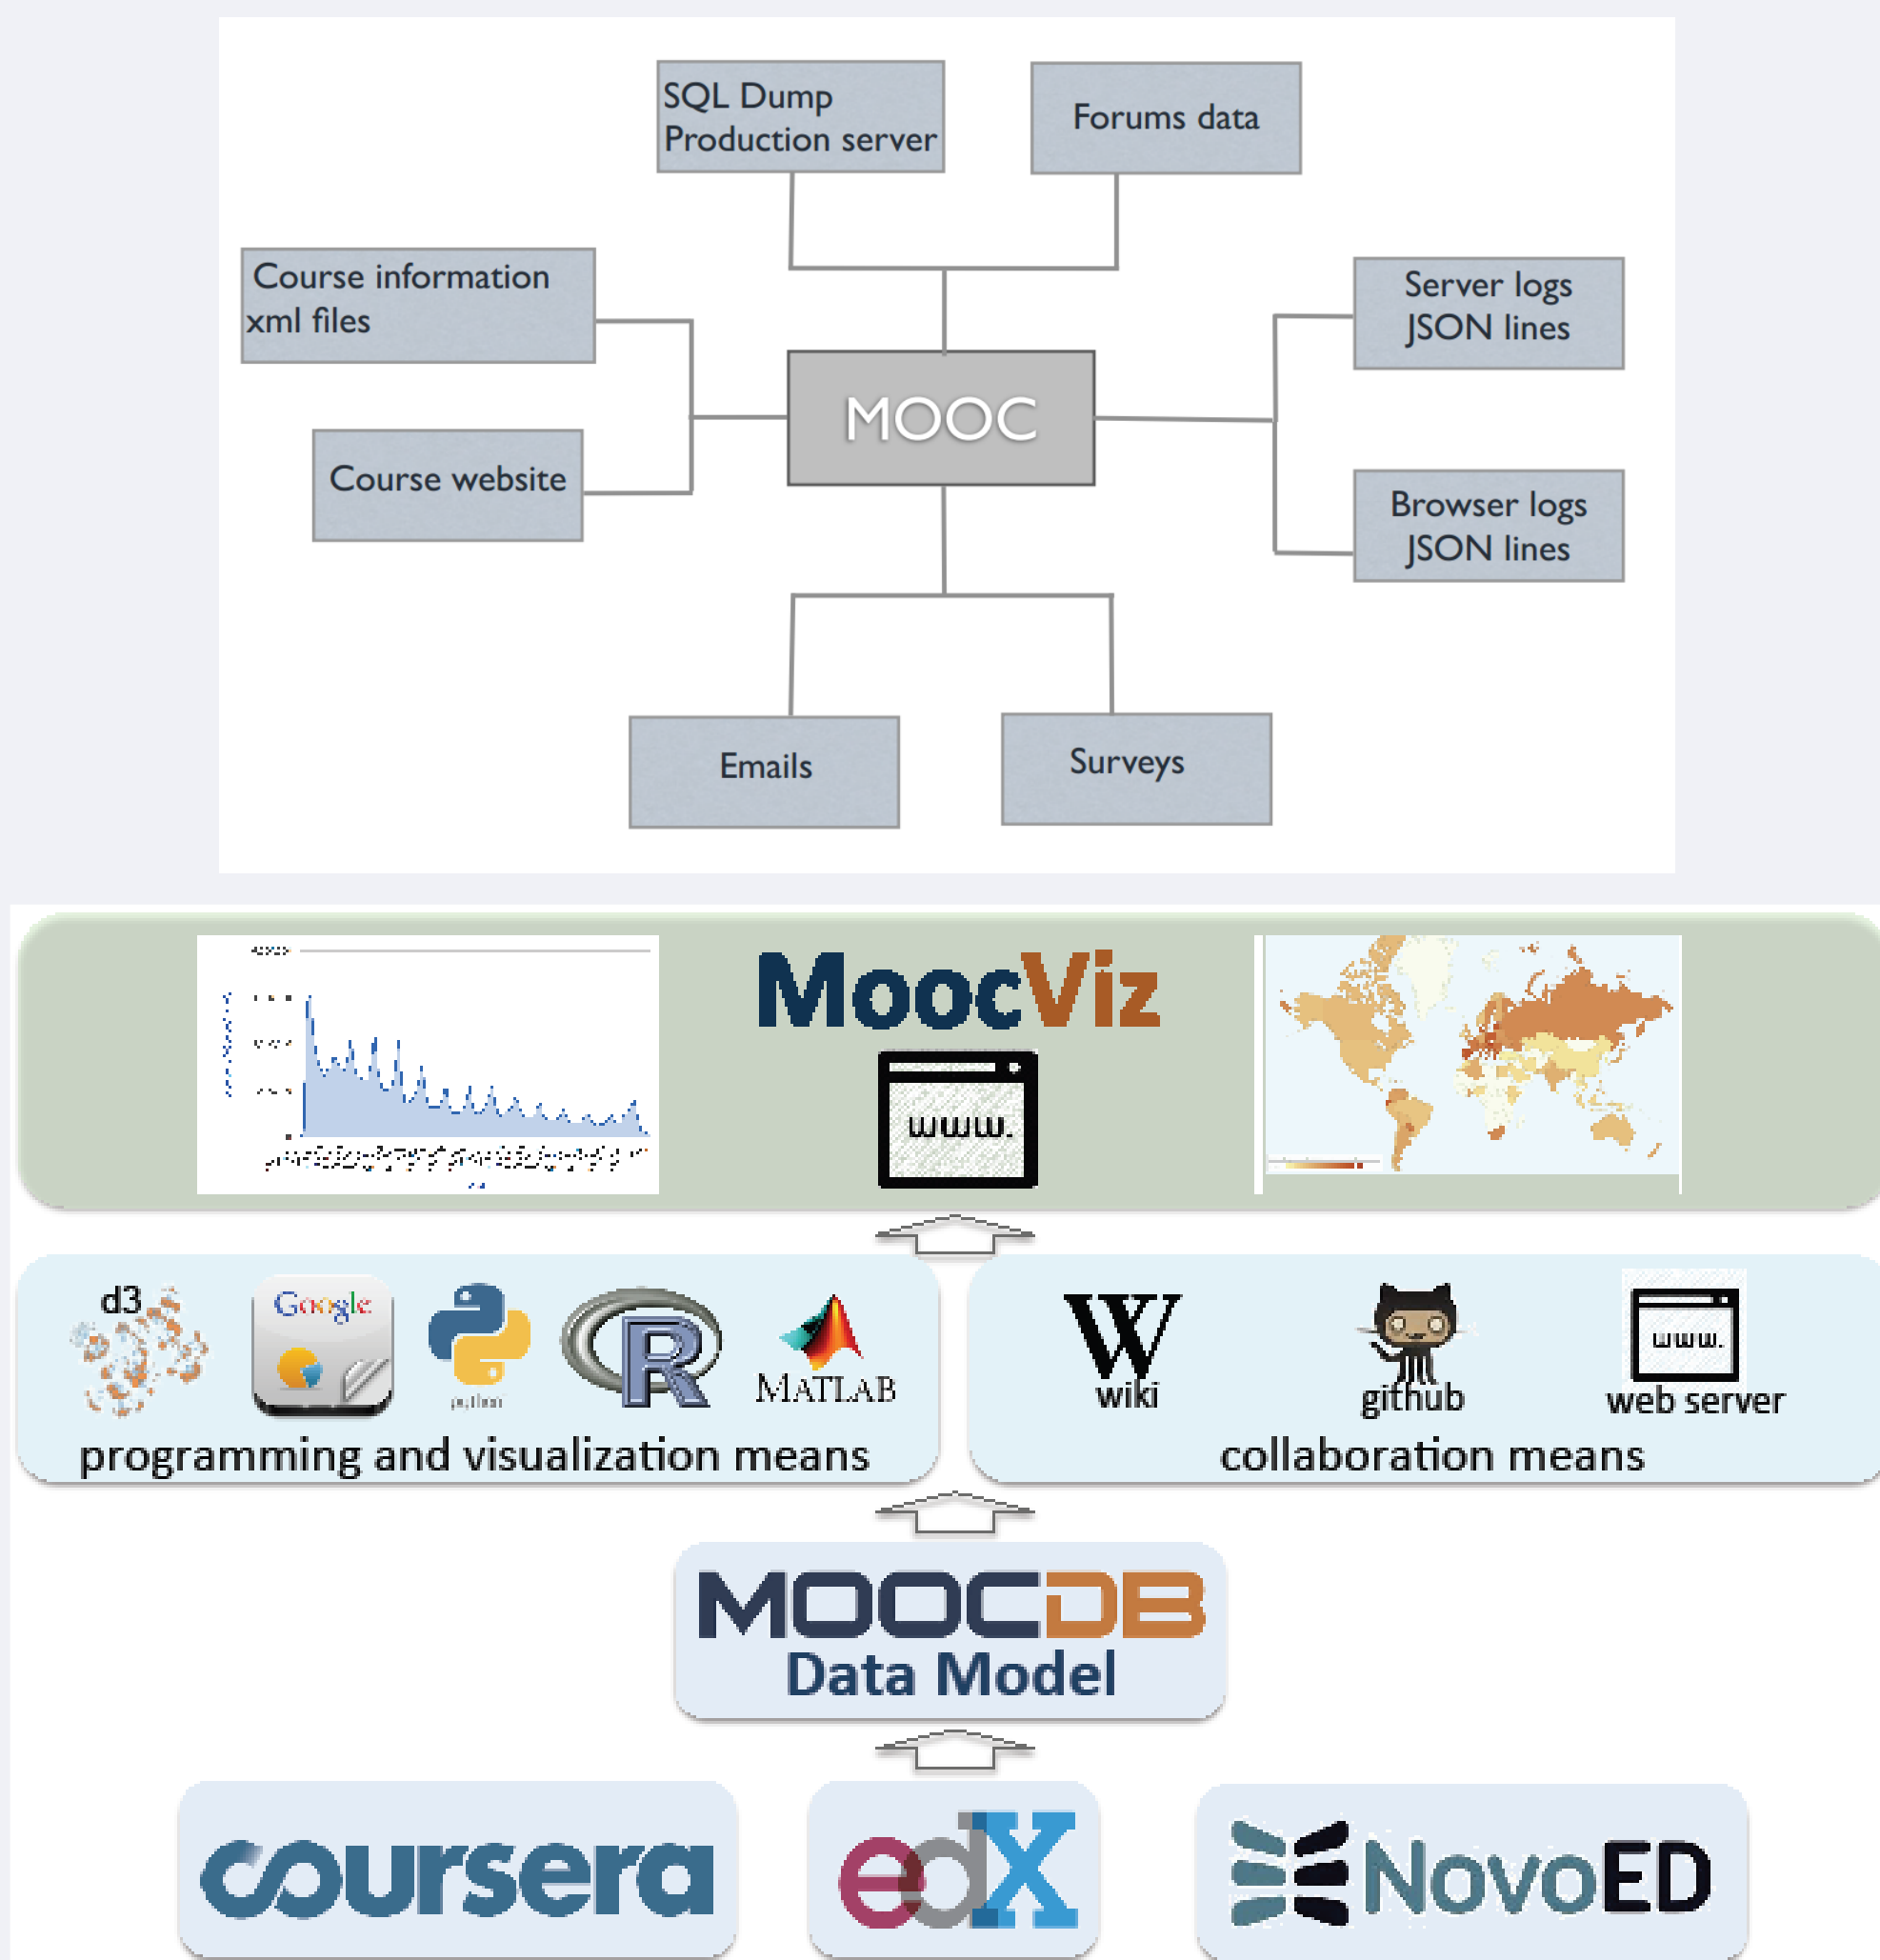 SQL Dump
Production server
Forums data
Course information
xml files
Server logs
JSON lines
MOOC
Course website
Browser logs
JSON lines
Emails
Surveys
MoocViz
www.
d3
Google
python
R
MATLAB
W
wiki
github
www.
web server
programming and visualization means
collaboration means
MOOCDB
Data Model
coursera
edX
NovoED